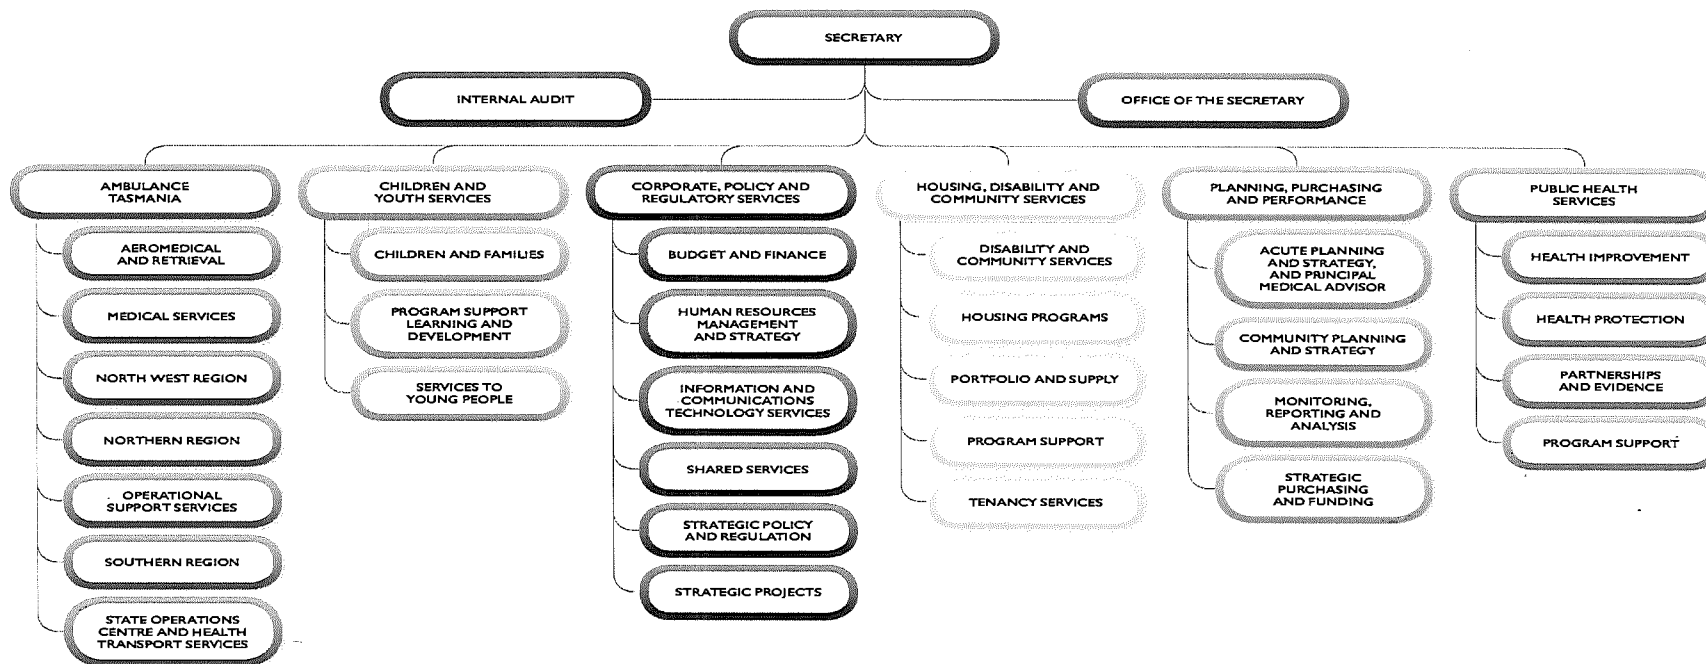 SECRETARY
INTERNAL AUDIT
OFFICE OF THE SECRETARY
AMBULANCE
TASMANIA
AEROMEDICAL
AND RETRIEVAL
MEDICAL SERVICES
NORTH WEST REGION
NORTHERN REGION
OPERATIONAL
SUPPORT SERVICES
SOUTHERN REGION
STATE OPERATIONS
CENTRE AND HEALTH
TRANSPORT SERVICES
CHILDREN AND
YOUTH SERVICES
CHILDREN AND FAMILIES
PROGRAM SUPPORT
LEARNING AND
DEVELOPMENT
SERVICES TO
YOUNG PEOPLE
CORPORATE, POLICY AND
REGULATORY SERVICES
BUDGET AND FINANCE
HUMAN RESOURCES
MANAGEMENT
AND STRATEGY
INFORMATION AND
COMMUNICATIONS
TECHNOLOGY SERVICES
SHARED SERVICES
STRATEGIC POLICY
AND REGULATION
STRATEGIC PROJECTS
HOUSING, DISABILITY AND
COMMUNITY SERVICES
DISABILITY AND
COMMUNITY SERVICES
HOUSING PROGRAMS
PORTFOLIO AND SUPPLY
PROGRAM SUPPORT
TENANCY SERVICES
PLANNING, PURCHASING
AND PERFORMANCE
ACUTE PLANNING
AND STRATEGY,
AND PRINCIPAL
MEDICAL ADVISOR
COMMUNITY PLANNING
AND STRATEGY
MONITORING,
REPORTING AND
ANALYSIS
STRATEGIC
PURCHASING
AND FUNDING
PUBLIC HEALTH
SERVICES
HEALTH IMPROVEMENT
HEALTH PROTECTION
PARTNERSHIPS
AND EVIDENCE
PROGRAM SUPPORT